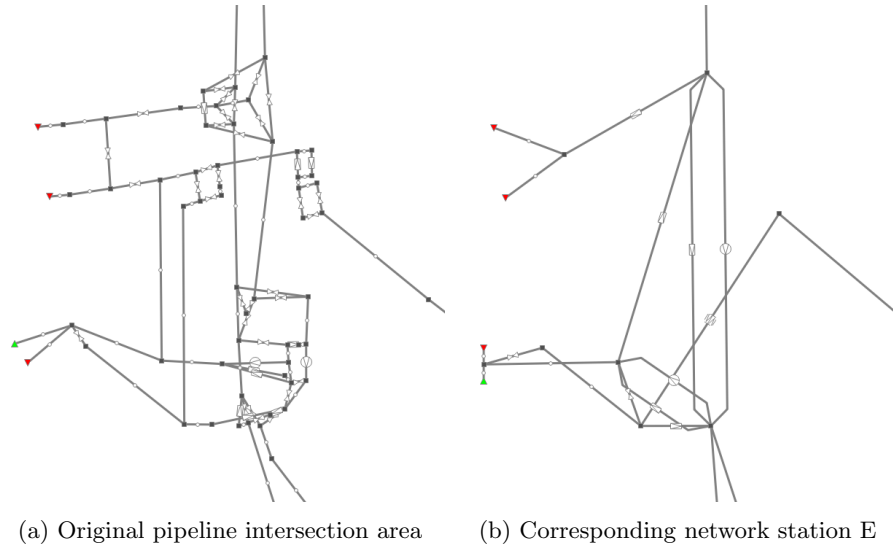 (a) Original pipeline intersection area
(b) Corresponding network station E